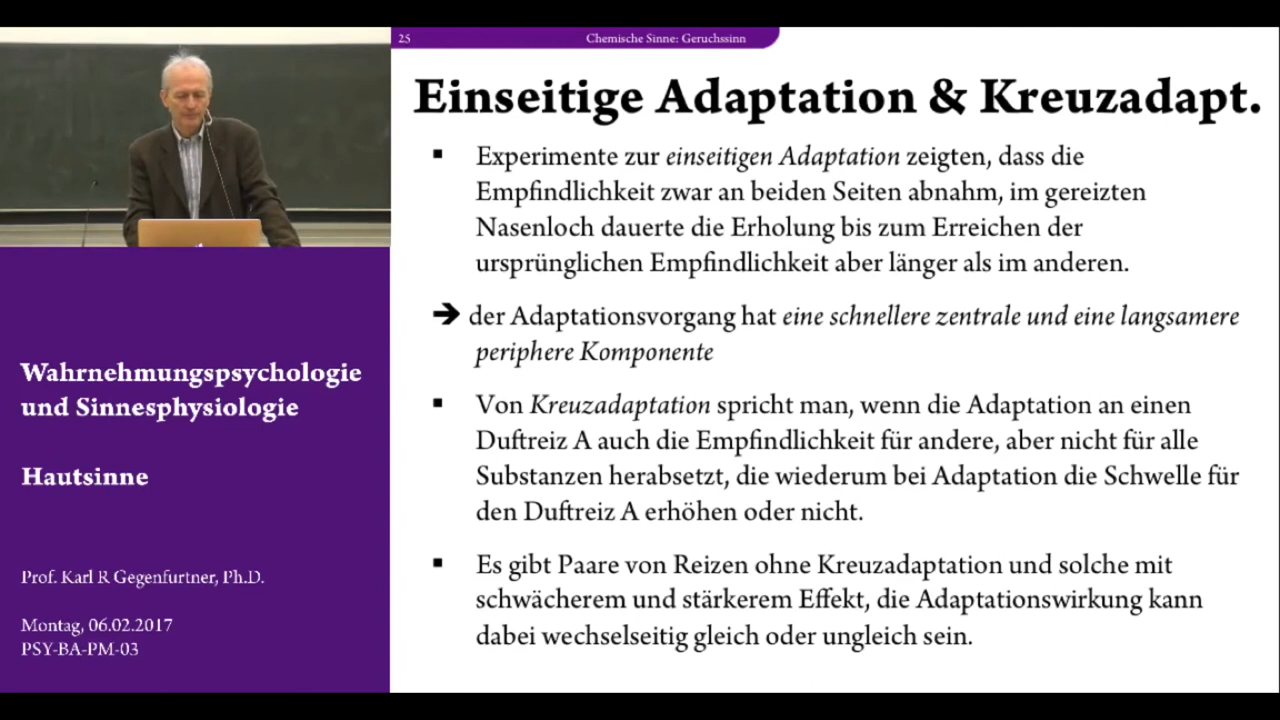 25
Chemische Sinne: Geruchssinn
Einseitige Adaptation & Kreuzadapt.
▪ Experimente zur einseitigen Adaptation zeigten, dass die
Empfindlichkeit zwar an beiden Seiten abnahm, im gereizten
Nasenloch dauerte die Erholung bis zum Erreichen der
ursprünglichen Empfindlichkeit aber länger als im anderen.
➔ der Adaptationsvorgang hat eine schnellere zentrale und eine langsamere
periphere Komponente
▪ Von Kreuzadaptation spricht man, wenn die Adaptation an einen
Duftreiz A auch die Empfindlichkeit für andere, aber nicht für alle
Substanzen herabsetzt, die wiederum bei Adaptation die Schwelle für
den Duftreiz A erhöhen oder nicht.
▪ Es gibt Paare von Reizen ohne Kreuzadaptation und solche mit
schwächerem und stärkerem Effekt, die Adaptationswirkung kann
dabei wechselseitig gleich oder ungleich sein.
Wahrnehmungspsychologie
und Sinnesphysiologie
Hautsinne
Prof. Karl R Gegenfurtner, Ph.D.
Montag, 06.02.2017
PSY-BA-PM-03